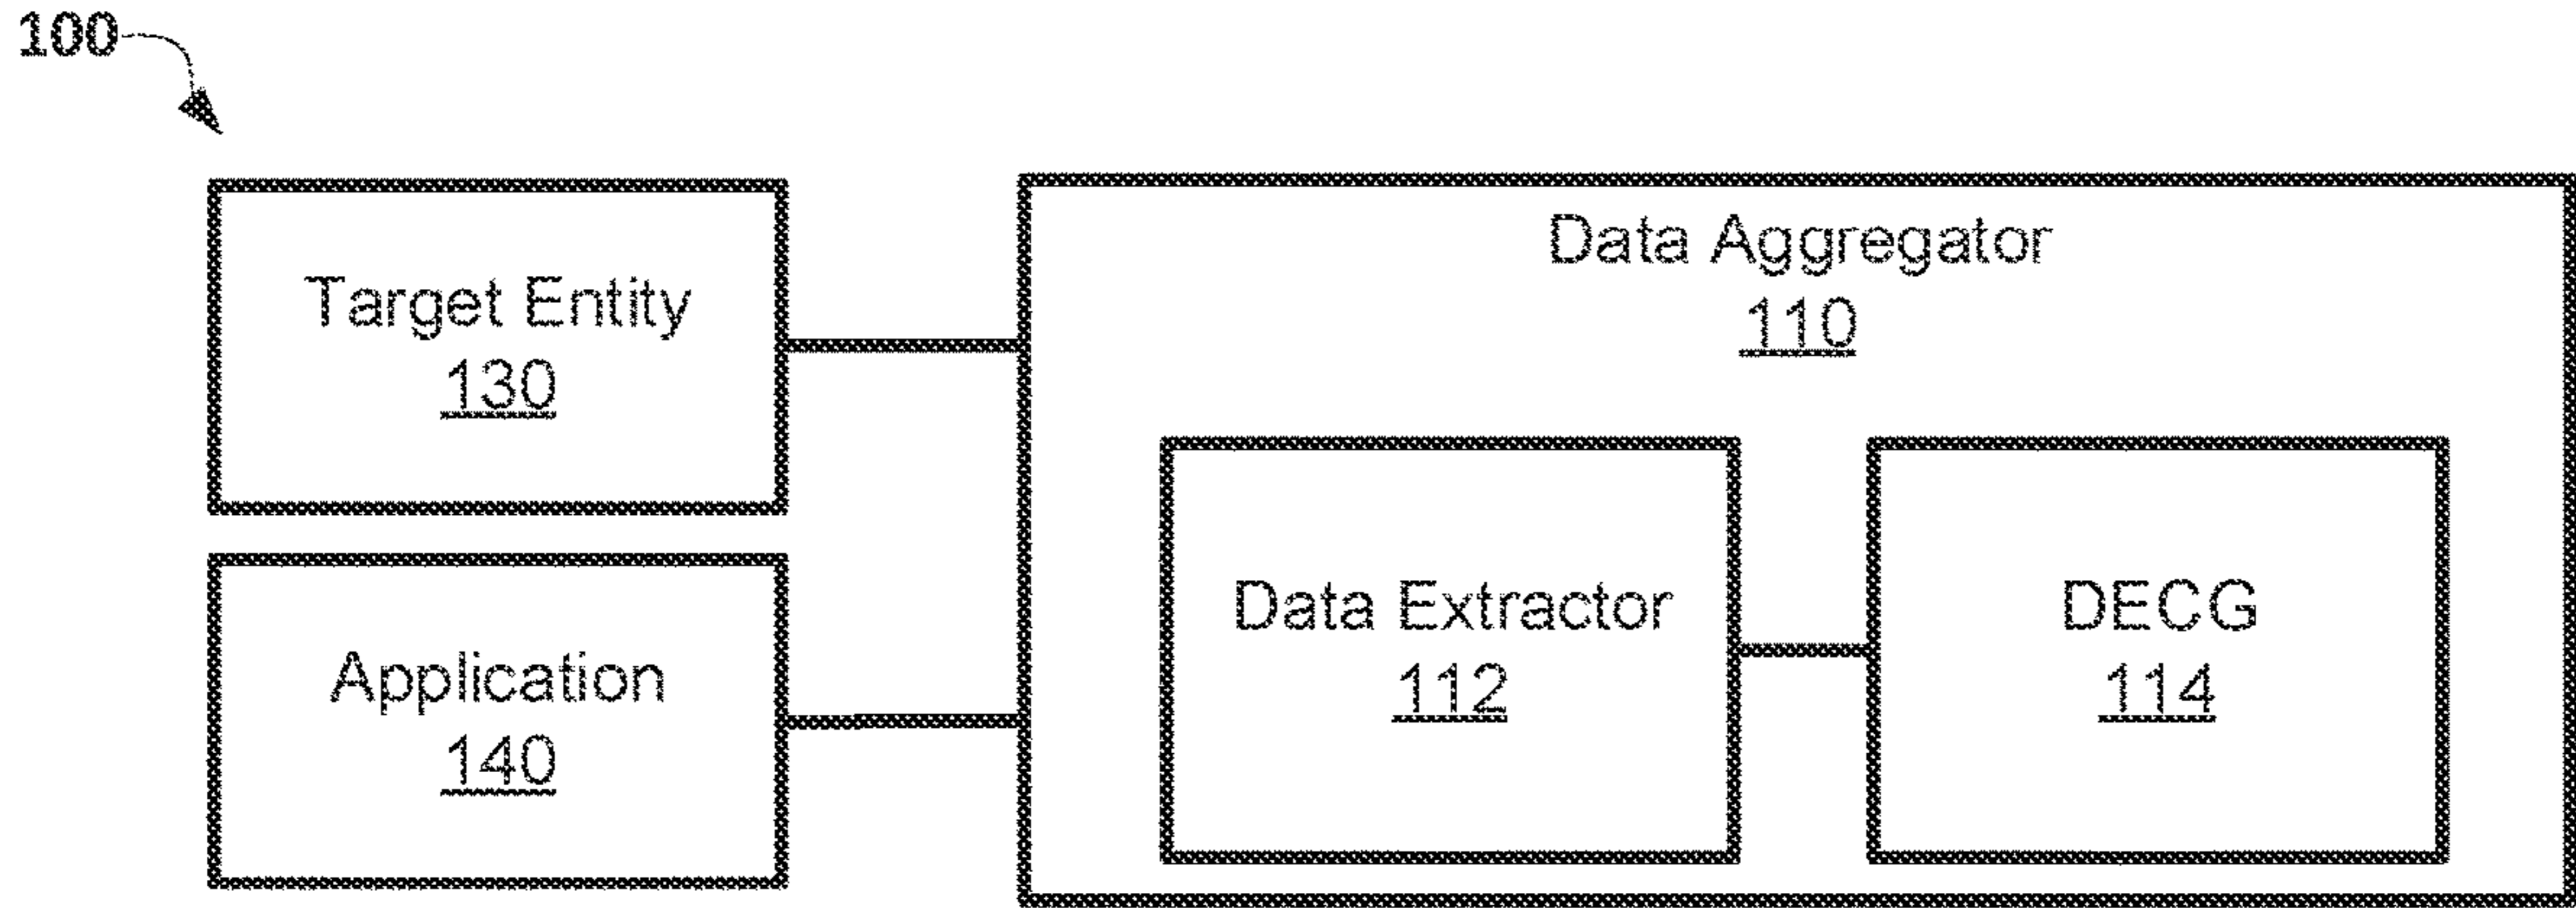 100
Target Entity
130
Application
140
Data Aggregator
110
Data Extractor
112
DECG
114